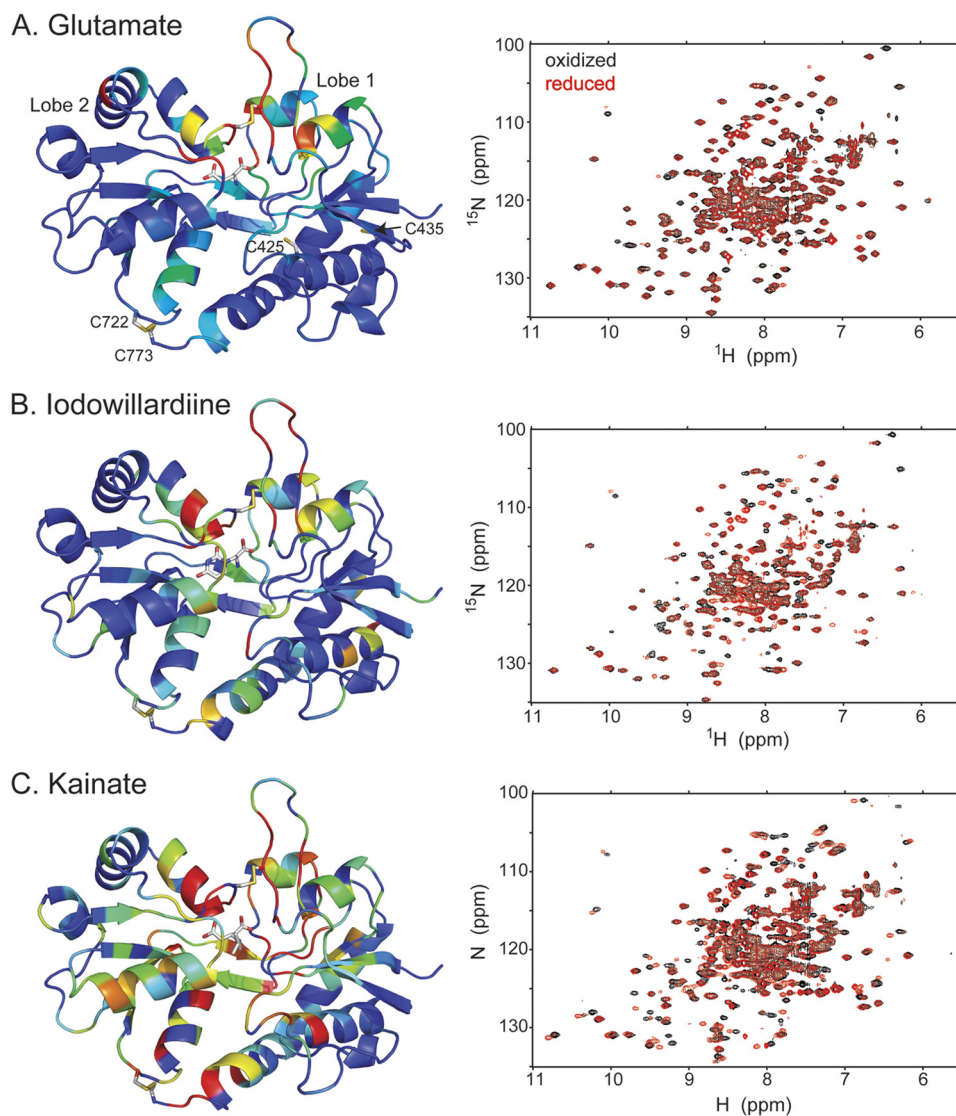 A. Glutamate
Lobe 2
Lobe 1
C425
C435
C722
C773
oxidized
reduced
100
110
120
130
15N (ppm)
11
10
9
8
7
6
1H (ppm)
B. Iodowillardiine
100
110
120
130
15N (ppm)
11
10
9
8
7
6
1H (ppm)
C. Kainate
100
110
120
130
N (ppm)
11
10
9
8
7
6
H (ppm)